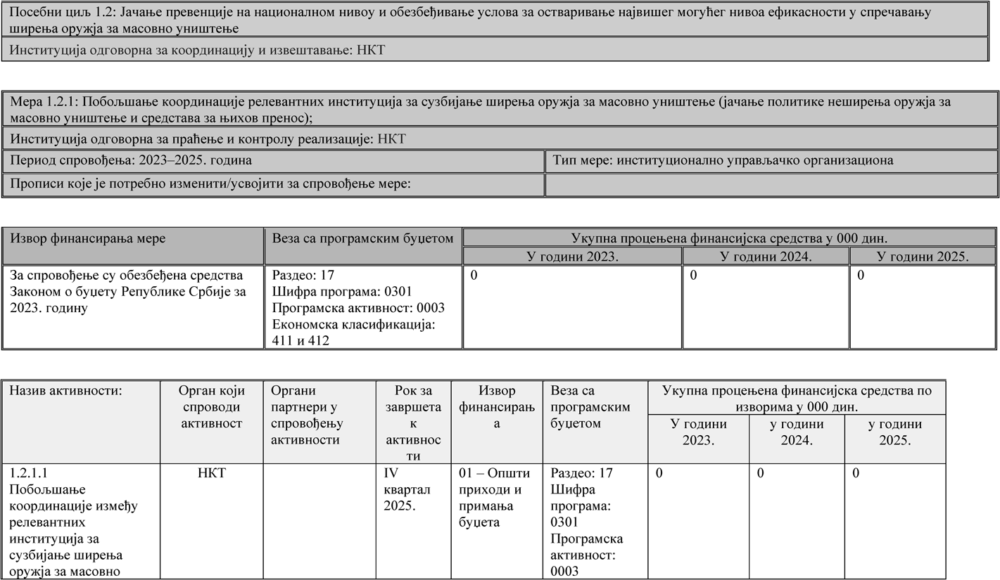 Посебни циљ 1.2: Јачање превенције на националном нивоу и обезбеђивање услова за остваривање највишег могућег нивоа ефикасности у спречавању
ширења оружја за масовно уништење
Институција одговорна за координацију и извештавање: НКТ
Мера 1.2.1: Побољшање координације релевантних институција за сузбијање ширења оружја за масовно уништење (јачање политике неширења оружја за
масовно уништење и средстава за њихов пренос);
Институција одговорна за праћење и контролу реализације: НКТ
Период спровођења: 2023–2025. година
Тип мере: институционално управљачко организациона
Прописи које је потребно изменити/усвојити за спровођење мере:
Извор финансирања мере
Веза са програмским буџетом
Укупна процењена финансијска средства у 000 дин.
У години 2023.
У години 2024.
У години 2025.
За спровођење су обезбеђена средства
Законом о буџету Републике Србије за
2023. годину
Раздео: 17
Шифра програма: 0301
Програмска активност: 0003
Економска класификација:
411 и 412
0
0
0
Назив активности:
Орган који
спроводи
активност
Органи
партнери у
спровођењу
активности
Рок за
завршета
к
активнос
ти
Извор
финансирањ
а
Веза са
програмским
буџетом
Укупна процењена финансијска средства по
изворима у 000 дин.
У години
2023.
у години
2024.
у години
2025.
1.2.1.1
Побољшање
координације између
релевантних
институција за
сузбијање ширења
оружја за масовно
НКТ
IV
квартал
2025.
01 – Општи
приходи и
примања
буџета
Раздео: 17
Шифра
програма:
0301
Програмска
активност:
0003
0
0
0